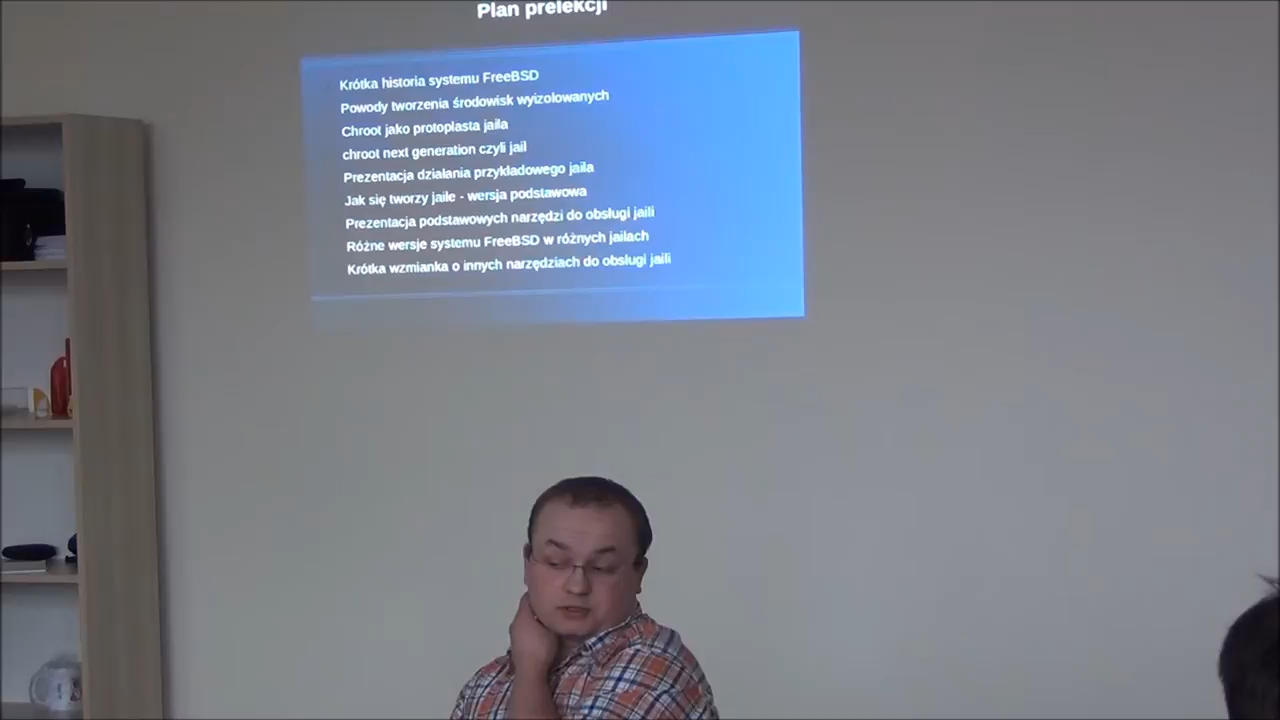 Plan prelekcji
Krótka historia systemu FreeBSD
Powody tworzenia środowisk wyizolowanych
Chroot jako protoplasta jaila
chroot next generation czyli jail
Prezentacja działania przykładowego jaila
Jak się tworzy jaile - wersja podstawowa
Prezentacja podstawowych narzędzi do obsługi jaili
Różne wersje systemu FreeBSD w różnych jailach
Krótka wzmianka o innych narzędziach do obsługi jaili